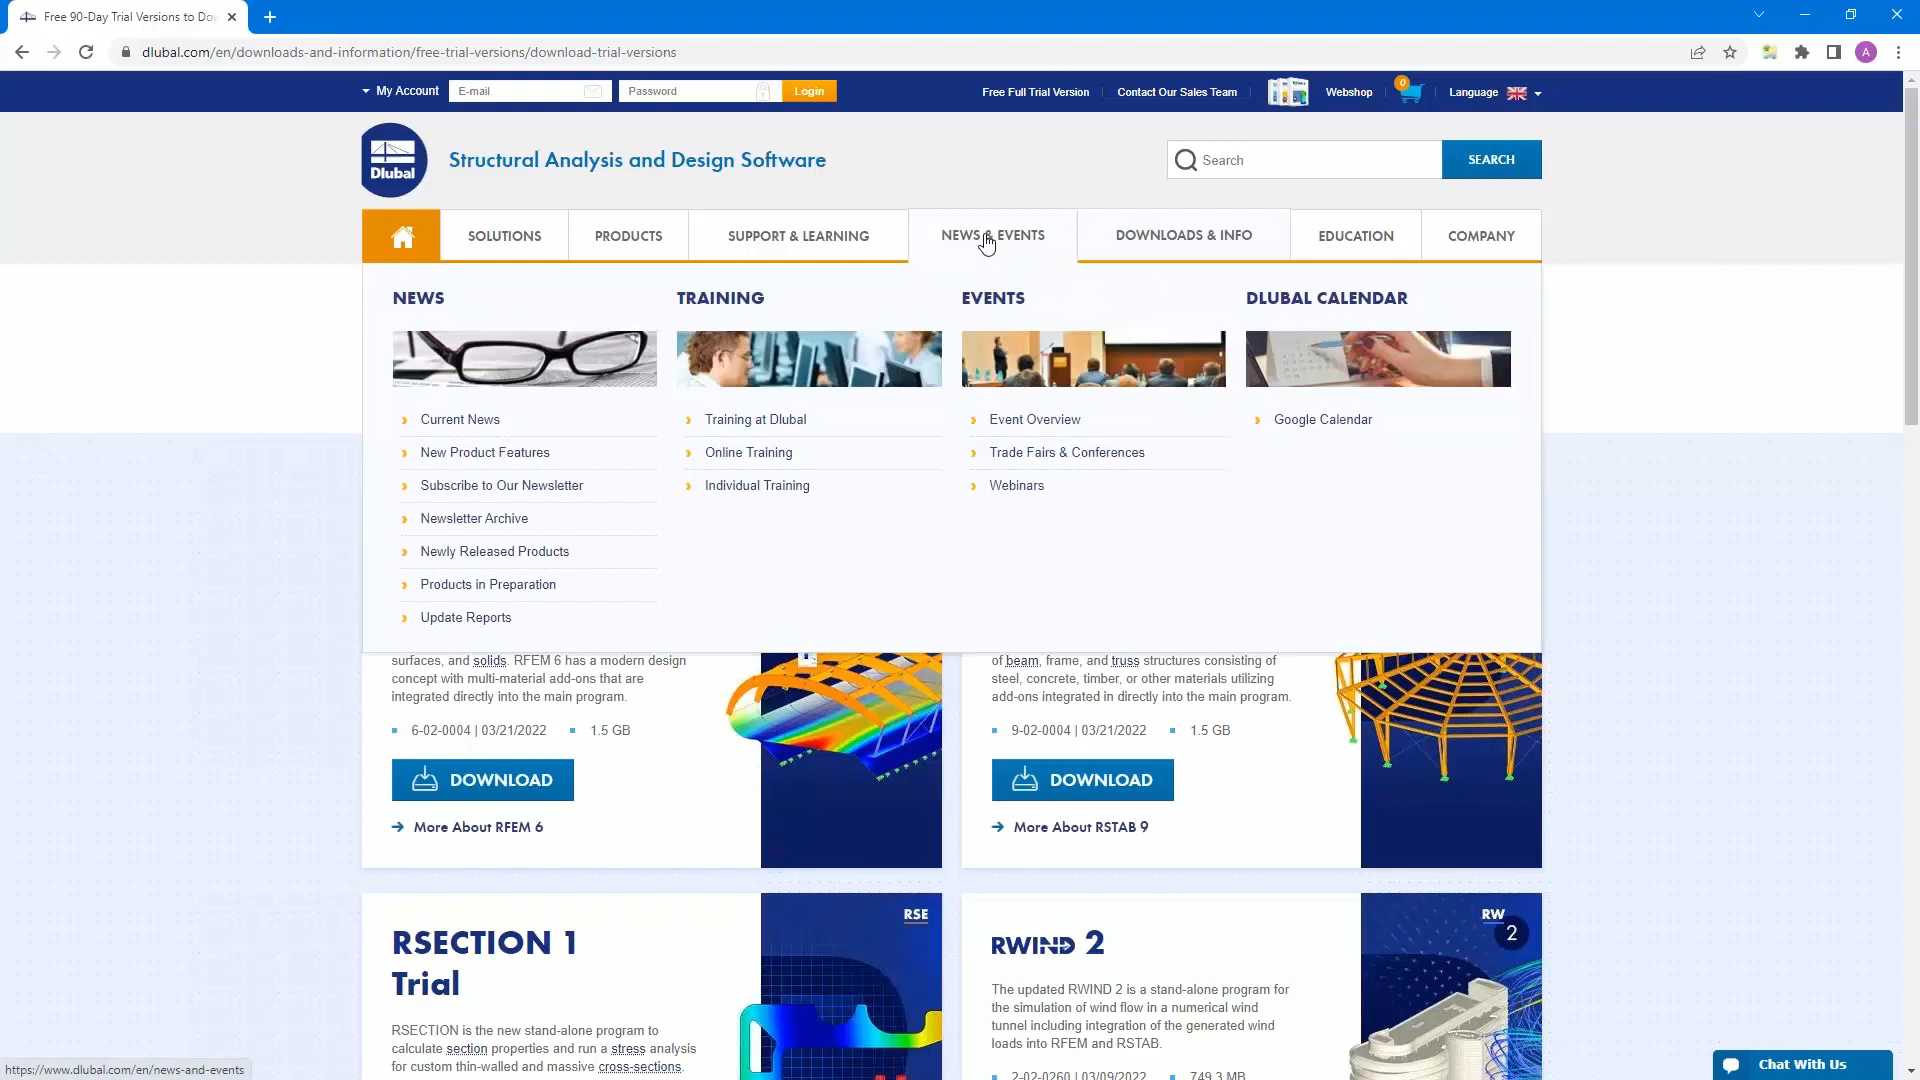 Free 90-Day Trial Versions to Do
dlubal.com/en/downloads-and-information/free-trial-versions/download-trial-versions
A
My Account
E-mail
Password
Login
Free Full Trial Version
Contact Our Sales Team
Webshop
0
Language
Dlubal
Structural Analysis and Design Software
Search
SEARCH
SOLUTIONS
PRODUCTS
SUPPORT & LEARNING
NEWS & EVENTS
DOWNLOADS & INFO
EDUCATION
COMPANY
NEWS
TRAINING
EVENTS
DLUBAL CALENDAR
Current News
New Product Features
Subscribe to Our Newsletter
Newsletter Archive
Newly Released Products
Products in Preparation
Update Reports
Training at Dlubal
Online Training
Individual Training
Event Overview
Trade Fairs & Conferences
Webinars
Google Calendar
surfaces, and solids. RFEM 6 has a modern design
concept with multi-material add-ons that are
integrated directly into the main program.
6-02-0004 | 03/21/2022
1.5 GB
DOWNLOAD
More About RFEM 6
of beam, frame, and truss structures consisting of
steel, concrete, timber, or other materials utilizing
add-ons integrated in directly into the main program.
9-02-0004 | 03/21/2022
1.5 GB
DOWNLOAD
More About RSTAB 9
RSE
RSECTION 1
Trial
RSECTION is the new stand-alone program to
calculate section properties and run a stress analysis
for custom thin-walled and massive cross-sections.
RW
2
RWIND 2
The updated RWIND 2 is a stand-alone program for
the simulation of wind flow in a numerical wind
tunnel including integration of the generated wind
loads into RFEM and RSTAB.
2-02-0260 | 03/09/2022
749.3 MB
Chat With Us
https://www.dlubal.com/en/news-and-events